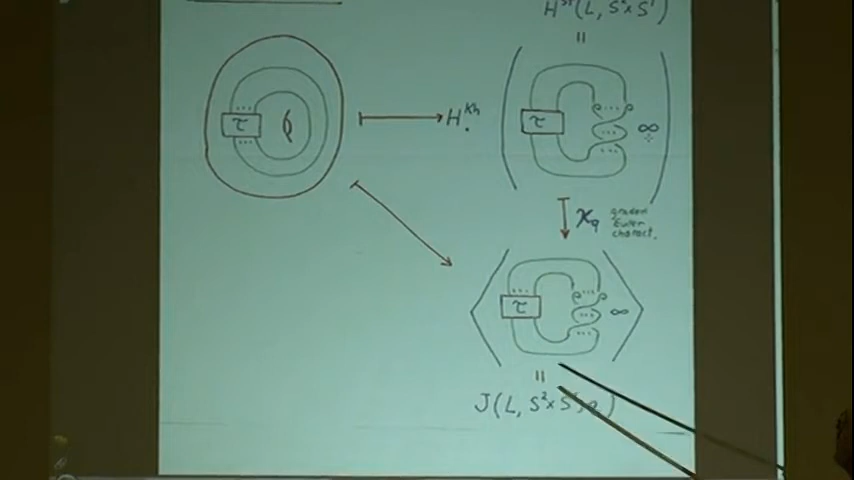 H^st(L, S²×S¹)
=
τ
H.^Kh
τ ∞
χ_q graded
Euler
charact.
τ ∞
=
J(L, S²×S¹)